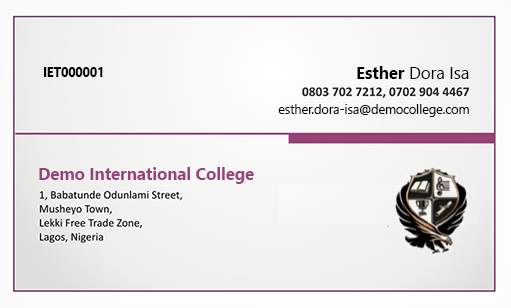 IET000001
Esther Dora Isa
0803 702 7212, 0702 904 4467
esther.dora-isa@democollege.com
Demo International College
1, Babatunde Odunlami Street,
Musheyo Town,
Lekki Free Trade Zone,
Lagos, Nigeria